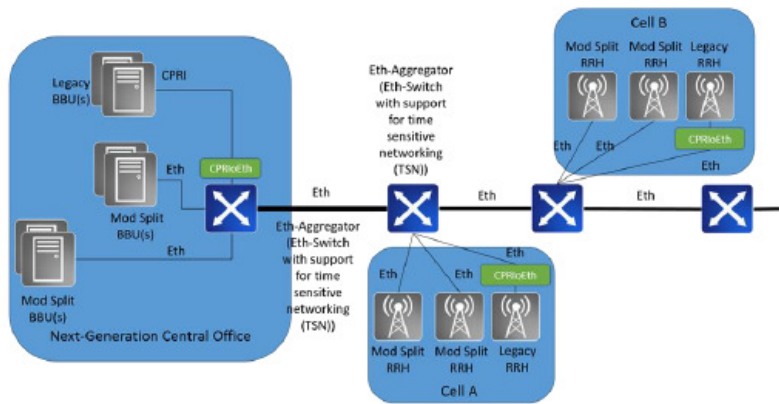 Legacy
BBU(s)
CPRI
Eth
Mod Split
BBU(s)
Eth
Mod Split
BBU(s)
CPRIoEth
Next-Generation Central Office
Eth
Eth-Aggregator
(Eth-Switch
with support
for time
sensitive
networking
(TSN))
Eth-Aggregator
(Eth-Switch
with support
for time
sensitive
networking
(TSN))
Eth
Eth
Cell B
Mod Split
RRH
Mod Split
RRH
Legacy
RRH
CPRIoEth
Eth
Eth
Eth
Eth
Eth
Eth
CPRIoEth
Mod Split
RRH
Mod Split
RRH
Legacy
RRH
Cell A